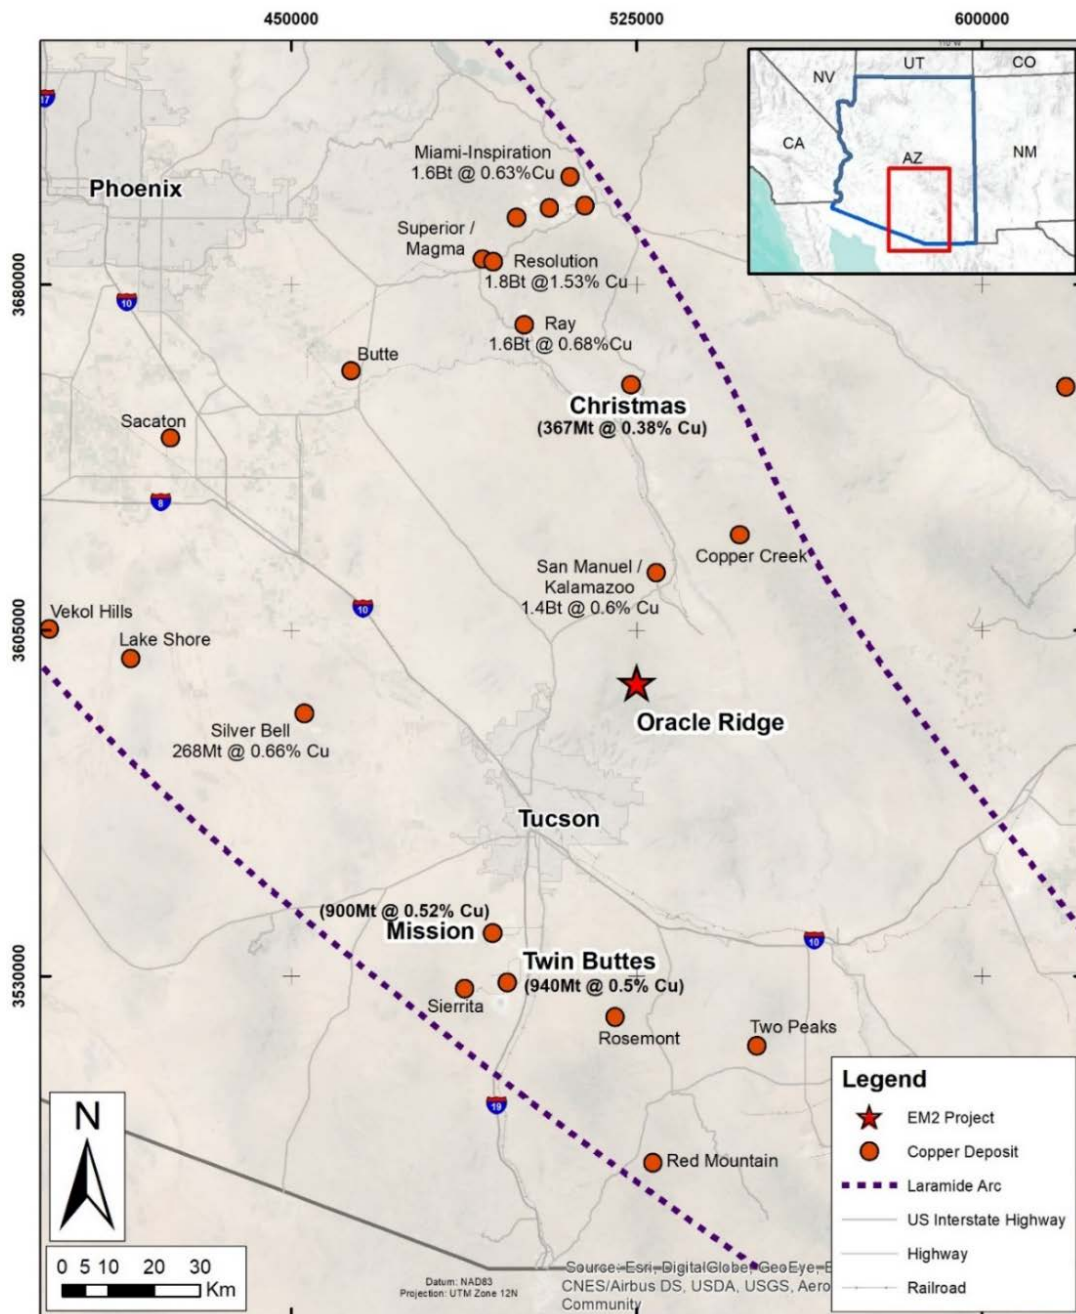 450000
525000
600000
17
NV
UT
CO
CA
AZ
NM
Miami-Inspiration
1.6Bt @ 0.63%Cu
Phoenix
Superior /
Magma
Resolution
1.8Bt @1.53% Cu
3680000
10
Ray
1.6Bt @ 0.68%Cu
Butte
Christmas
(367Mt @ 0.38% Cu)
Sacaton
8
Copper Creek
San Manuel /
Kalamazoo
1.4Bt @ 0.6% Cu
10
3605000
Vekol Hills
Lake Shore
Oracle Ridge
Silver Bell
268Mt @ 0.66% Cu
Tucson
(900Mt @ 0.52% Cu)
Mission
10
Twin Buttes
(940Mt @ 0.5% Cu)
3530000
Sierrita
Rosemont
Two Peaks
19
Red Mountain
Legend
EM2 Project
Copper Deposit
Laramide Arc
US Interstate Highway
Highway
Railroad
N
0 5 10 20 30
Km
Datum: NAD83
Projection: UTM Zone 12N
Source: Esri, DigitalGlobe, GeoEye, E
CNES/Airbus DS, USDA, USGS, Aero
Community